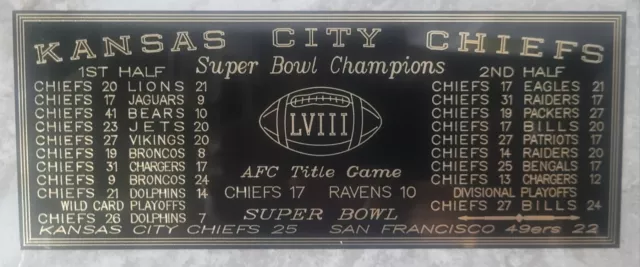 KANSAS CITY CHIEFS
1ST HALF
CHIEFS 20 LIONS 21
CHIEFS 17 JAGUARS 9
CHIEFS 41 BEARS 10
CHIEFS 23 JETS 20
CHIEFS 27 VIKINGS 20
CHIEFS 19 BRONCOS 8
CHIEFS 31 CHARGERS 17
CHIEFS 9 BRONCOS 24
CHIEFS 21 DOLPHINS 14
WILD CARD PLAYOFFS
CHIEFS 26 DOLPHINS 7
Super Bowl Champions
LVIII
AFC Title Game
CHIEFS 17 RAVENS 10
SUPER BOWL
2ND HALF
CHIEFS 17 EAGLES 21
CHIEFS 31 RAIDERS 17
CHIEFS 19 PACKERS 27
CHIEFS 17 BILLS 20
CHIEFS 27 PATRIOTS 17
CHIEFS 14 RAIDERS 20
CHIEFS 25 BENGALS 17
CHIEFS 13 CHARGERS 12
DIVISIONAL PLAYOFFS
CHIEFS 27 BILLS 24
KANSAS CITY CHIEFS 25 SAN FRANCISCO 49ers 22